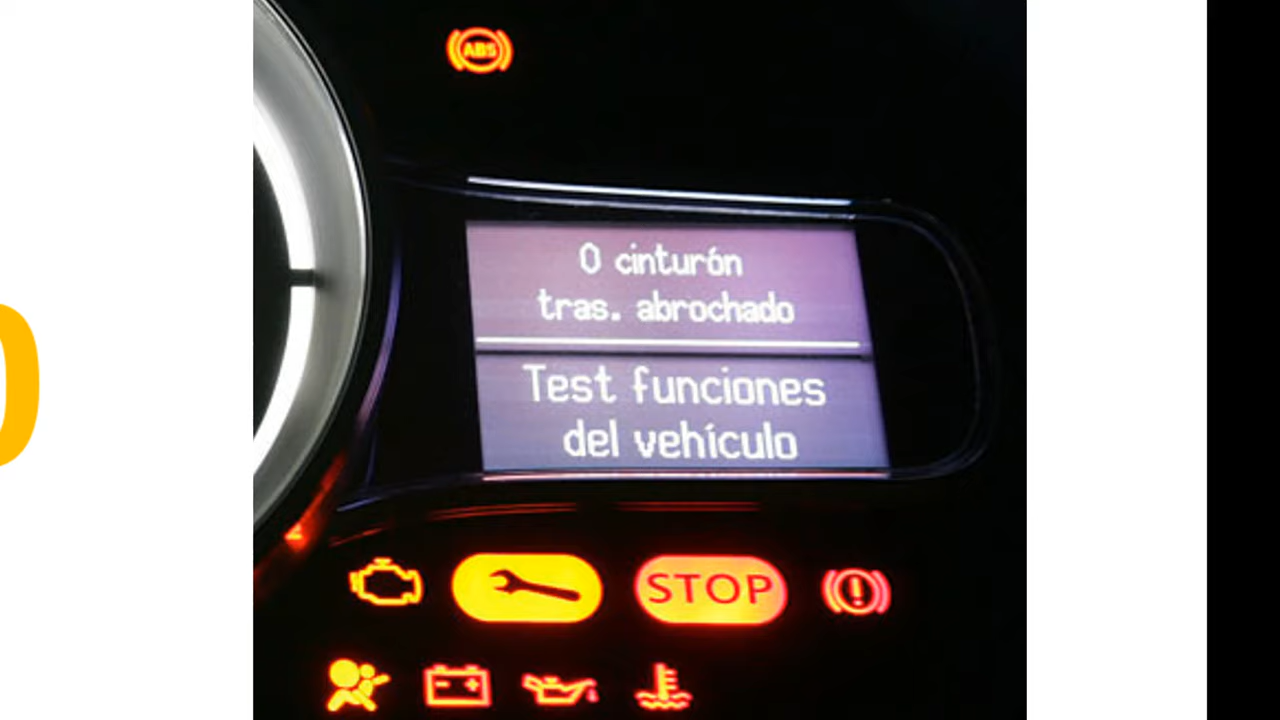 ABS
0 cinturón
tras. abrochado
Test funciones
del vehículo
STOP